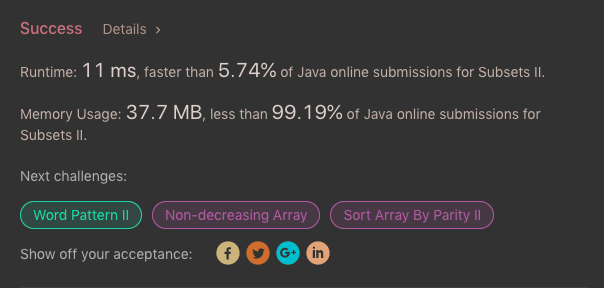 Success Details >
Runtime: 11 ms, faster than 5.74% of Java online submissions for Subsets II.
Memory Usage: 37.7 MB, less than 99.19% of Java online submissions for
Subsets II.
Next challenges:
Word Pattern II Non-decreasing Array Sort Array By Parity II
Show off your acceptance: f G+ in